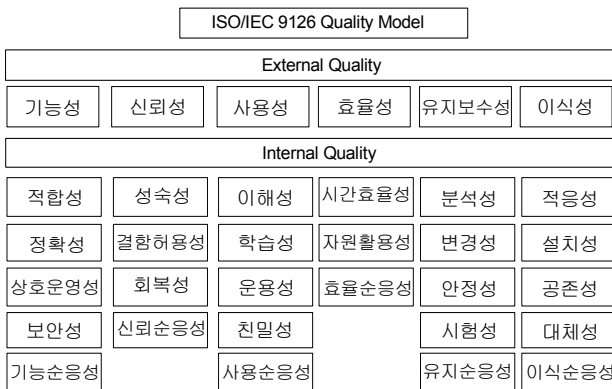 ISO/IEC 9126 Quality Model
External Quality
기능성 신뢰성 사용성 효율성 유지보수성 이식성
Internal Quality
적합성 성숙성 이해성 시간효율성 분석성 적응성
정확성 결함허용성 학습성 자원활용성 변경성 설치성
상호운영성 회복성 운용성 효율순응성 안정성 공존성
보안성 신뢰순응성 친밀성 시험성 대체성
기능순응성 사용순응성 유지순응성 이식순응성